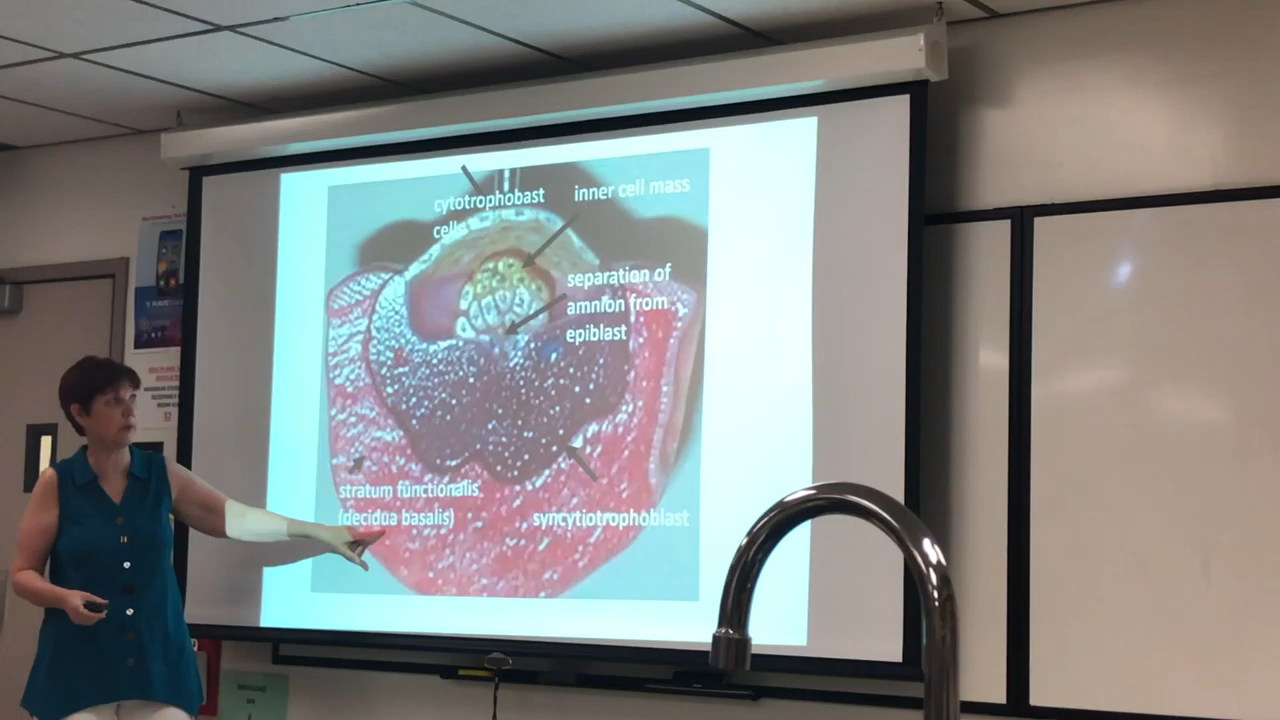 cytotrophobast
cells
inner cell mass
separation of
amnion from
epiblast
stratum functionalis
(decidua basalis)
syncytiotrophoblast